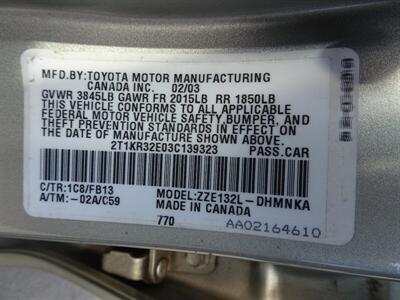 MFD.BY:TOYOTA MOTOR MANUFACTURING
CANADA INC. 02/03
GVWR 3845LB GAWR FR 2015LB RR 1850LB
THIS VEHICLE CONFORMS TO ALL APPLICABLE
FEDERAL MOTOR VEHICLE SAFETY,BUMPER, AND
THEFT PREVENTION STANDARDS IN EFFECT ON
THE DATE OF MANUFACTURE SHOWN ABOVE.
2T1KR32E03C139323 PASS.CAR
C/TR:1C8/FB13 MODEL:ZZE132L-DHMNKA
A/TM:-02A/C59 MADE IN CANADA
770 AA02164610